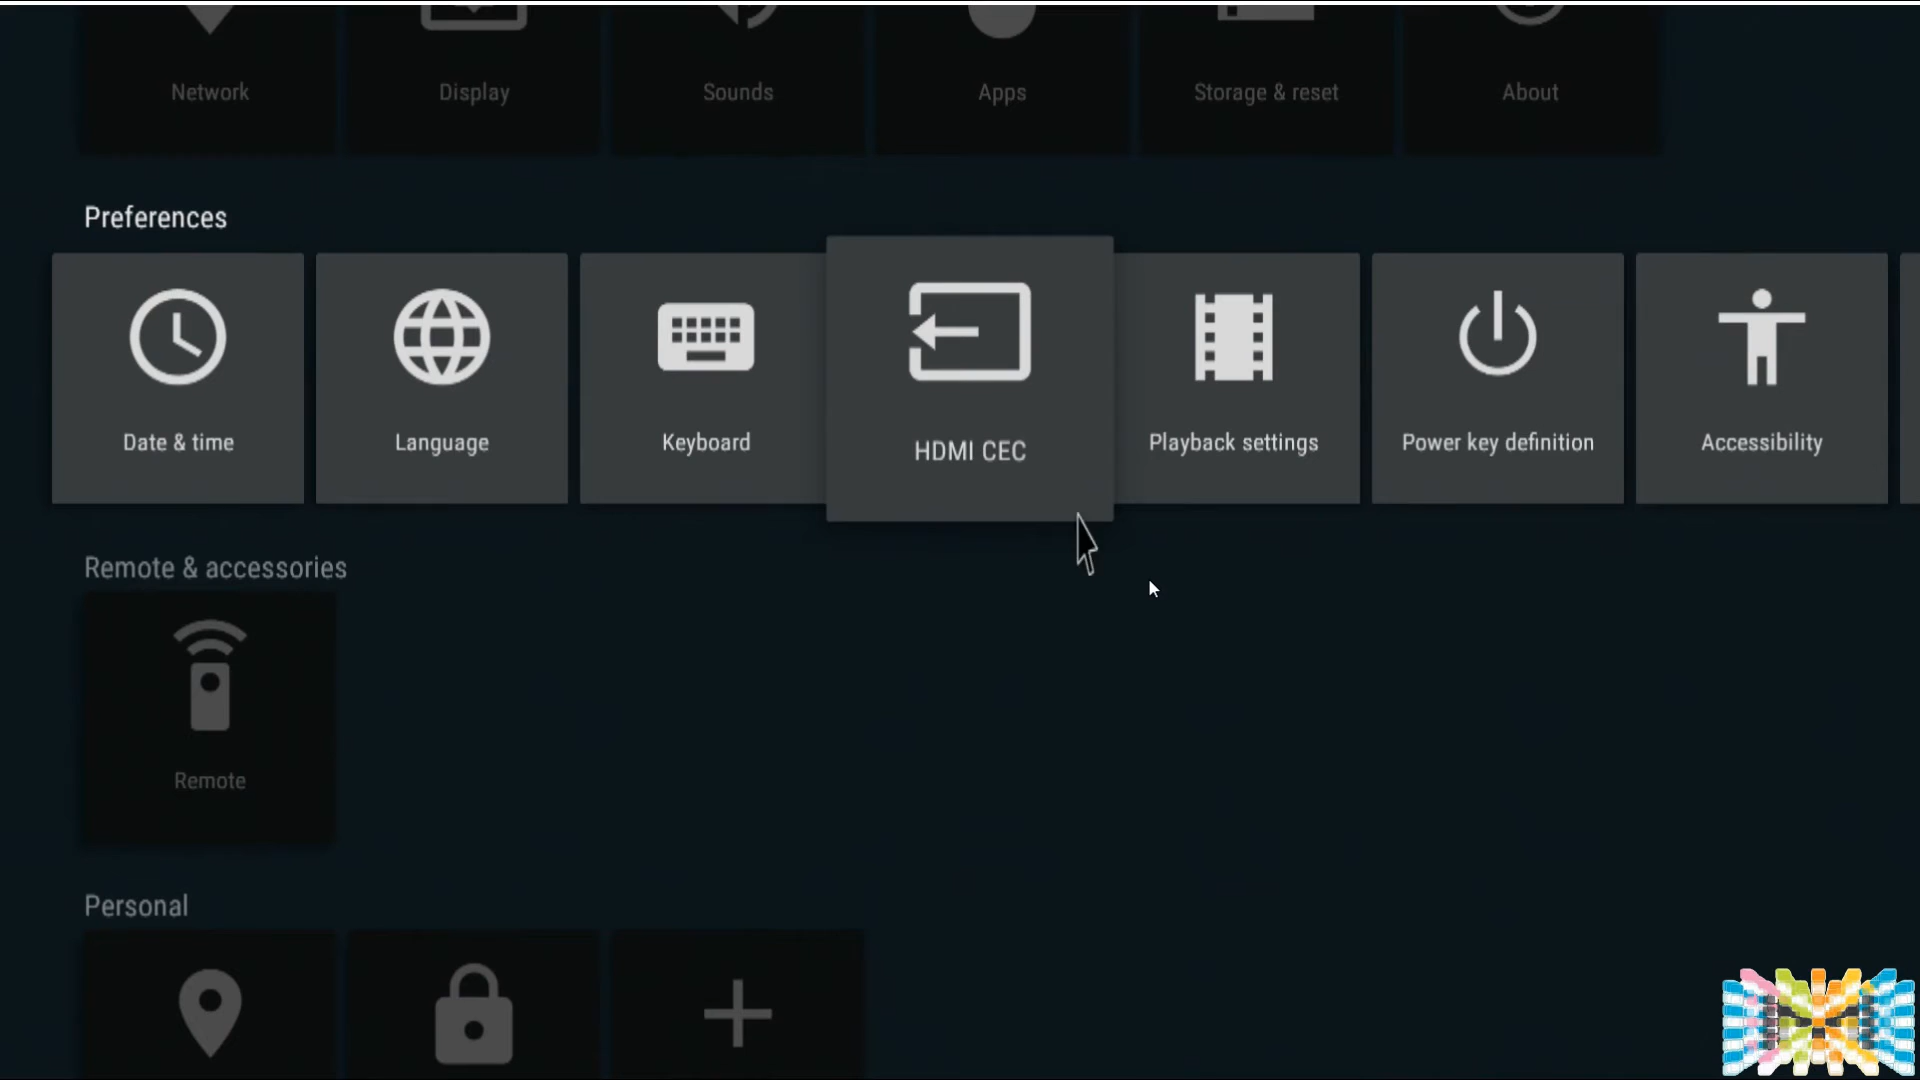 Network
Display
Sounds
Apps
Storage & reset
About
Preferences
Date & time
Language
Keyboard
HDMI CEC
Playback settings
Power key definition
Accessibility
Remote & accessories
Remote
Personal